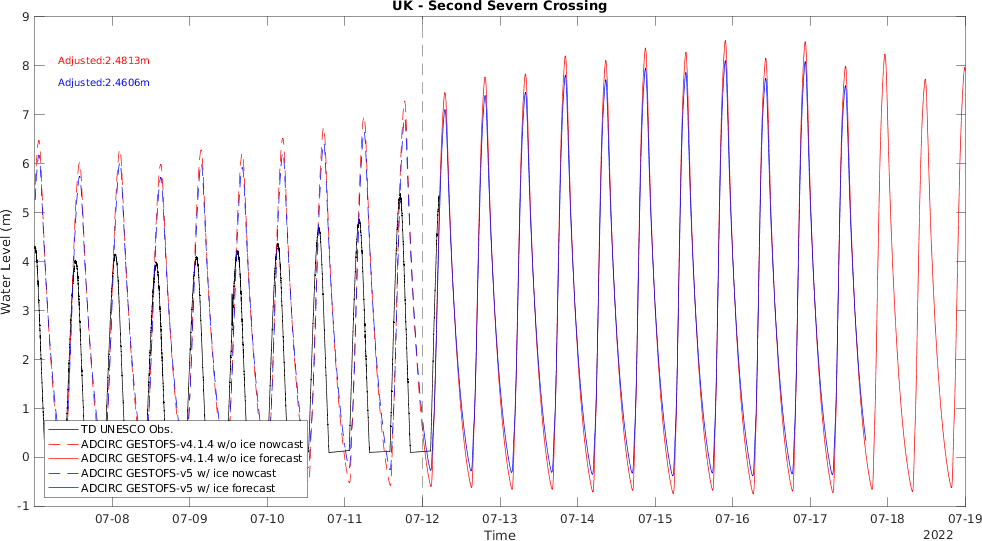 UK - Second Severn Crossing
9
8
7
6
5
4
3
2
1
0
-1
Water Level (m)
Adjusted:2.4813m
Adjusted:2.4606m
TD UNESCO Obs.
ADCIRC GESTOFS-v4.1.4 w/o ice nowcast
ADCIRC GESTOFS-v4.1.4 w/o ice forecast
ADCIRC GESTOFS-v5 w/ ice nowcast
ADCIRC GESTOFS-v5 w/ ice forecast
07-08 07-09 07-10 07-11 07-12 07-13 07-14 07-15 07-16 07-17 07-18 07-19
Time
2022